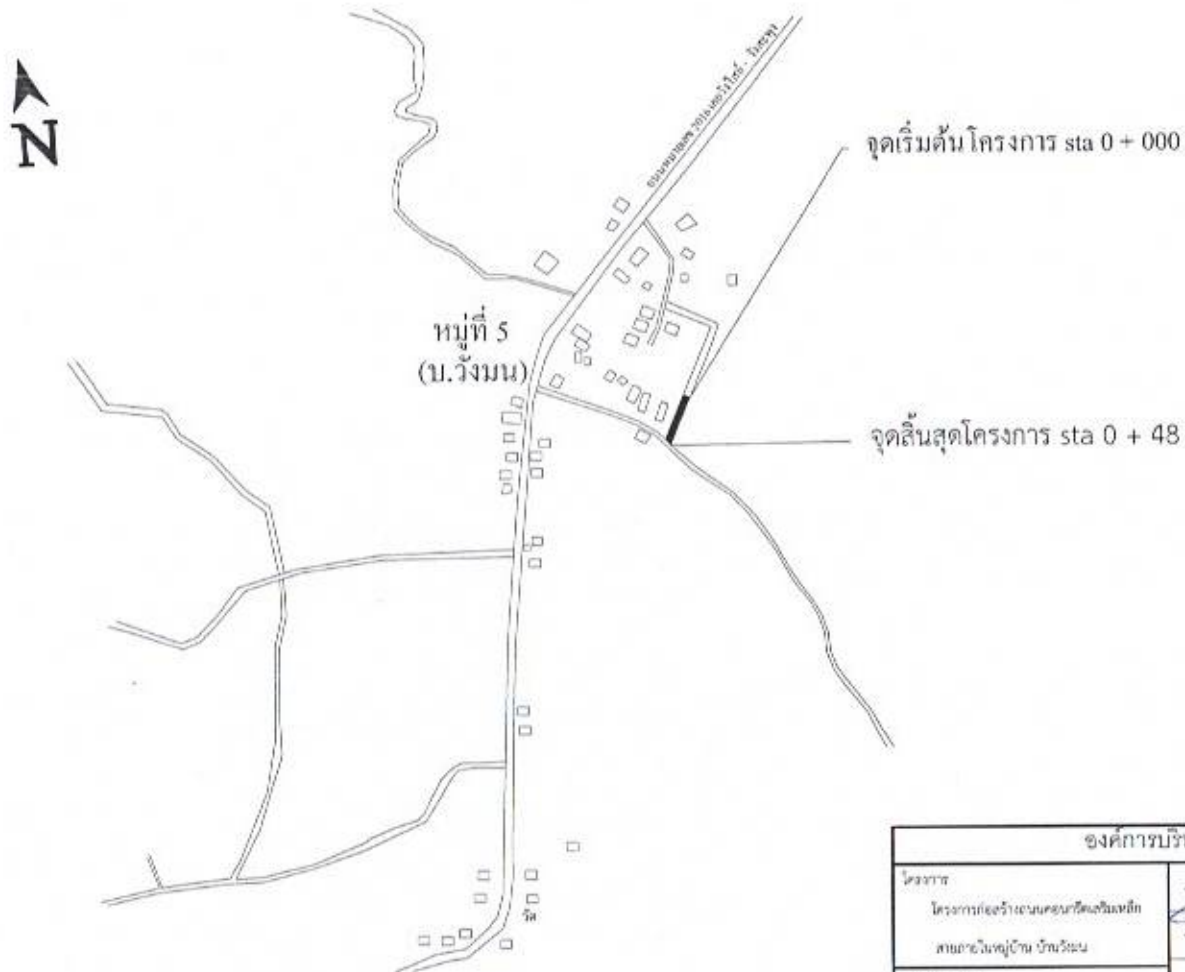 N
จุดเริ่มต้นโครงการ sta 0 + 000
หมู่ที่ 5
(บ.วังมน)
จุดสิ้นสุดโครงการ sta 0 + 48
วัด
องค์การบริ
โครงการ
โครงการก่อสร้างถนนคอนกรีตเสริมเหล็ก
สายภายในหมู่บ้าน บ้านวังมน